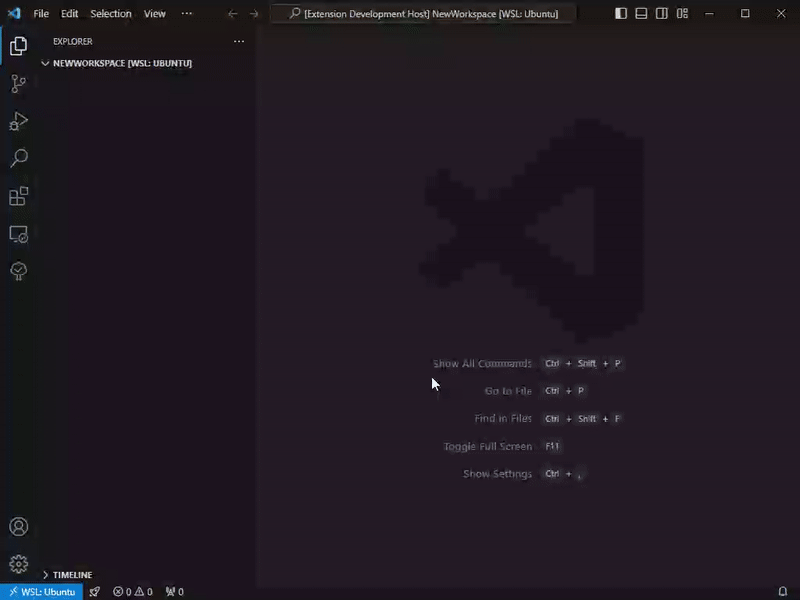 File Edit Selection View ··· [Extension Development Host] NewWorkspace [WSL: Ubuntu]
EXPLORER ···
NEWWORKSPACE [WSL: UBUNTU]
Show All Commands Ctrl + Shift + P
Go to File Ctrl + P
Find in Files Ctrl + Shift + F
Toggle Full Screen F11
Show Settings Ctrl + ,
TIMELINE
WSL: Ubuntu 0 0 0